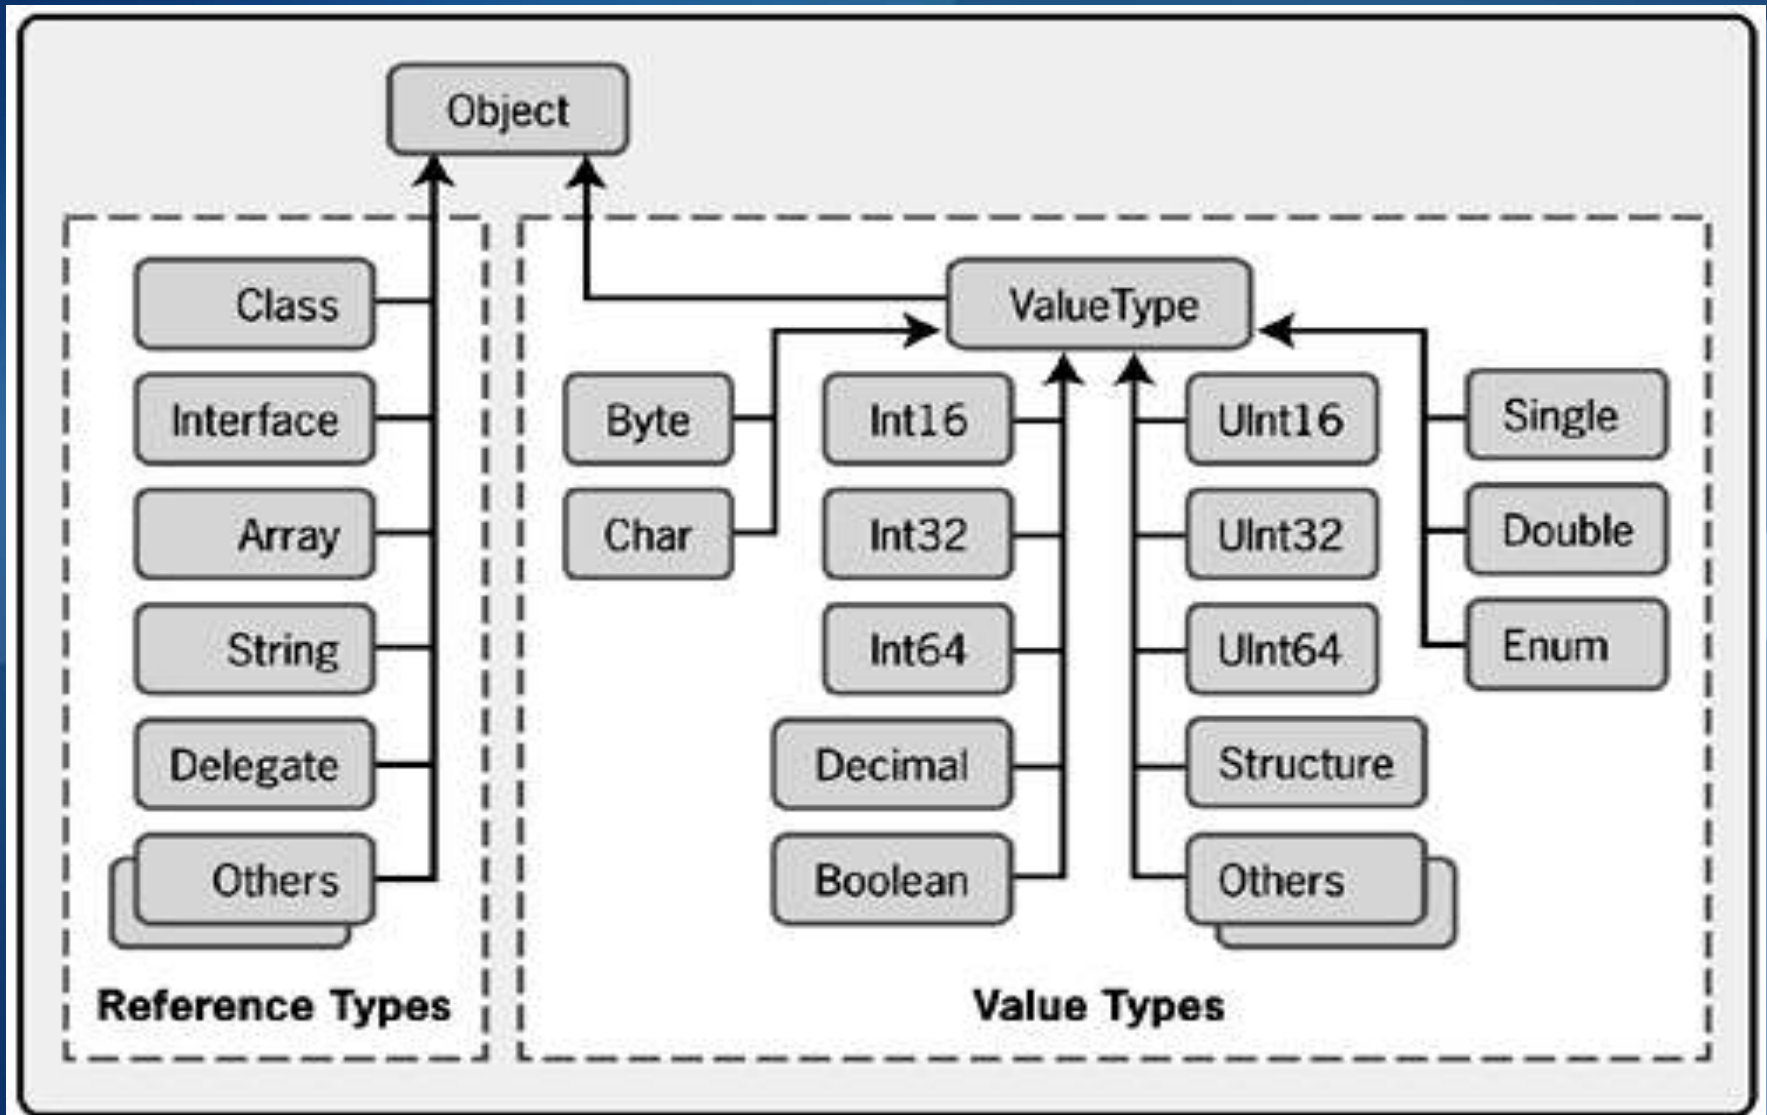 Object
Class
Interface
Array
String
Delegate
Others
Reference Types
ValueType
Byte
Char
Int16
Int32
Int64
Decimal
Boolean
UInt16
UInt32
UInt64
Structure
Others
Single
Double
Enum
Value Types